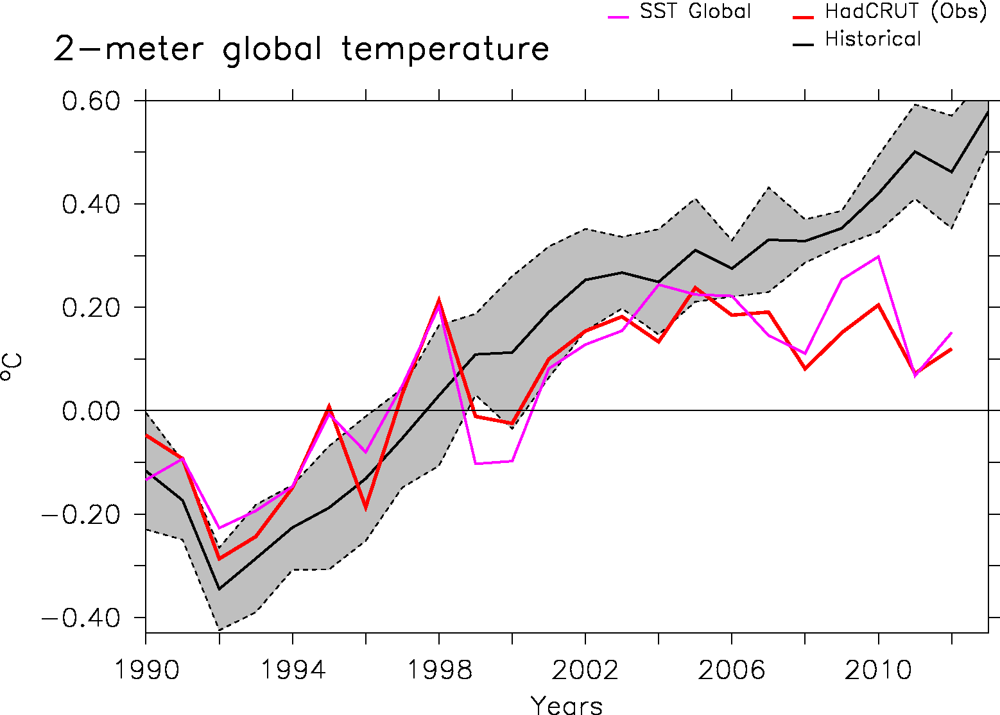 SST Global
HadCRUT (Obs)
Historical
2-meter global temperature
0.60
0.40
0.20
0.00
-0.20
-0.40
°C
1990 1994 1998 2002 2006 2010
Years